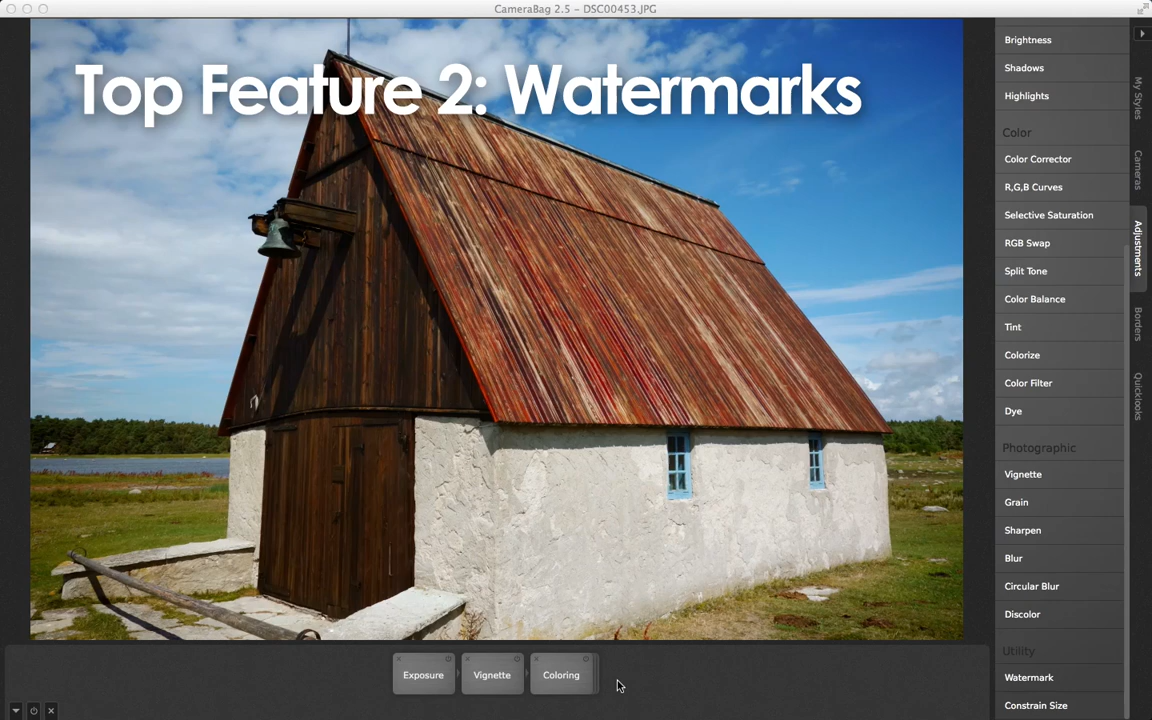 CameraBag 2.5 - DSC00453.JPG
Top Feature 2: Watermarks
Brightness
Shadows
Highlights
Color
Color Corrector
R,G,B Curves
Selective Saturation
RGB Swap
Split Tone
Color Balance
Tint
Colorize
Color Filter
Dye
Photographic
Vignette
Grain
Sharpen
Blur
Circular Blur
Discolor
Utility
Watermark
Constrain Size
My Styles
Cameras
Adjustments
Borders
Quicklooks
Exposure
Vignette
Coloring